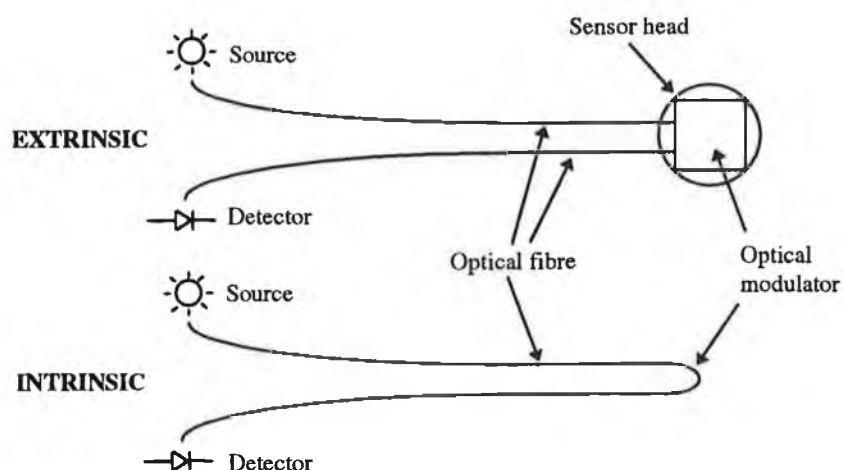 Sensor head
Source
EXTRINSIC
Detector
Optical fibre
Optical
modulator
Source
INTRINSIC
Detector